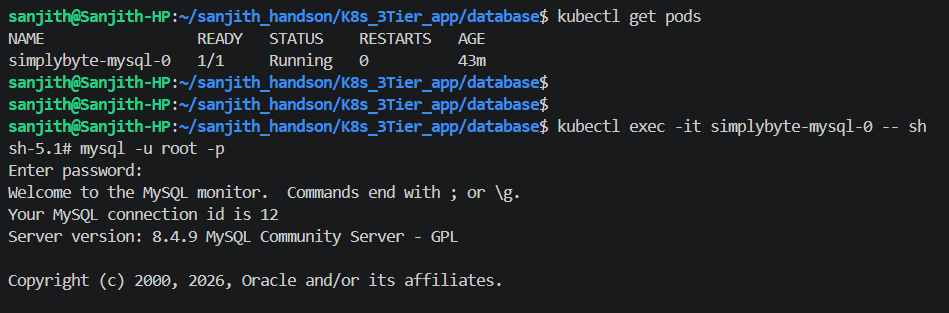 sanjith@Sanjith-HP:~/sanjith_handson/K8s_3Tier_app/database$ kubectl get pods
NAME                 READY   STATUS    RESTARTS   AGE
simplybyte-mysql-0   1/1     Running   0          43m
sanjith@Sanjith-HP:~/sanjith_handson/K8s_3Tier_app/database$
sanjith@Sanjith-HP:~/sanjith_handson/K8s_3Tier_app/database$
sanjith@Sanjith-HP:~/sanjith_handson/K8s_3Tier_app/database$ kubectl exec -it simplybyte-mysql-0 -- sh
sh-5.1# mysql -u root -p
Enter password:
Welcome to the MySQL monitor.  Commands end with ; or \g.
Your MySQL connection id is 12
Server version: 8.4.9 MySQL Community Server - GPL

Copyright (c) 2000, 2026, Oracle and/or its affiliates.